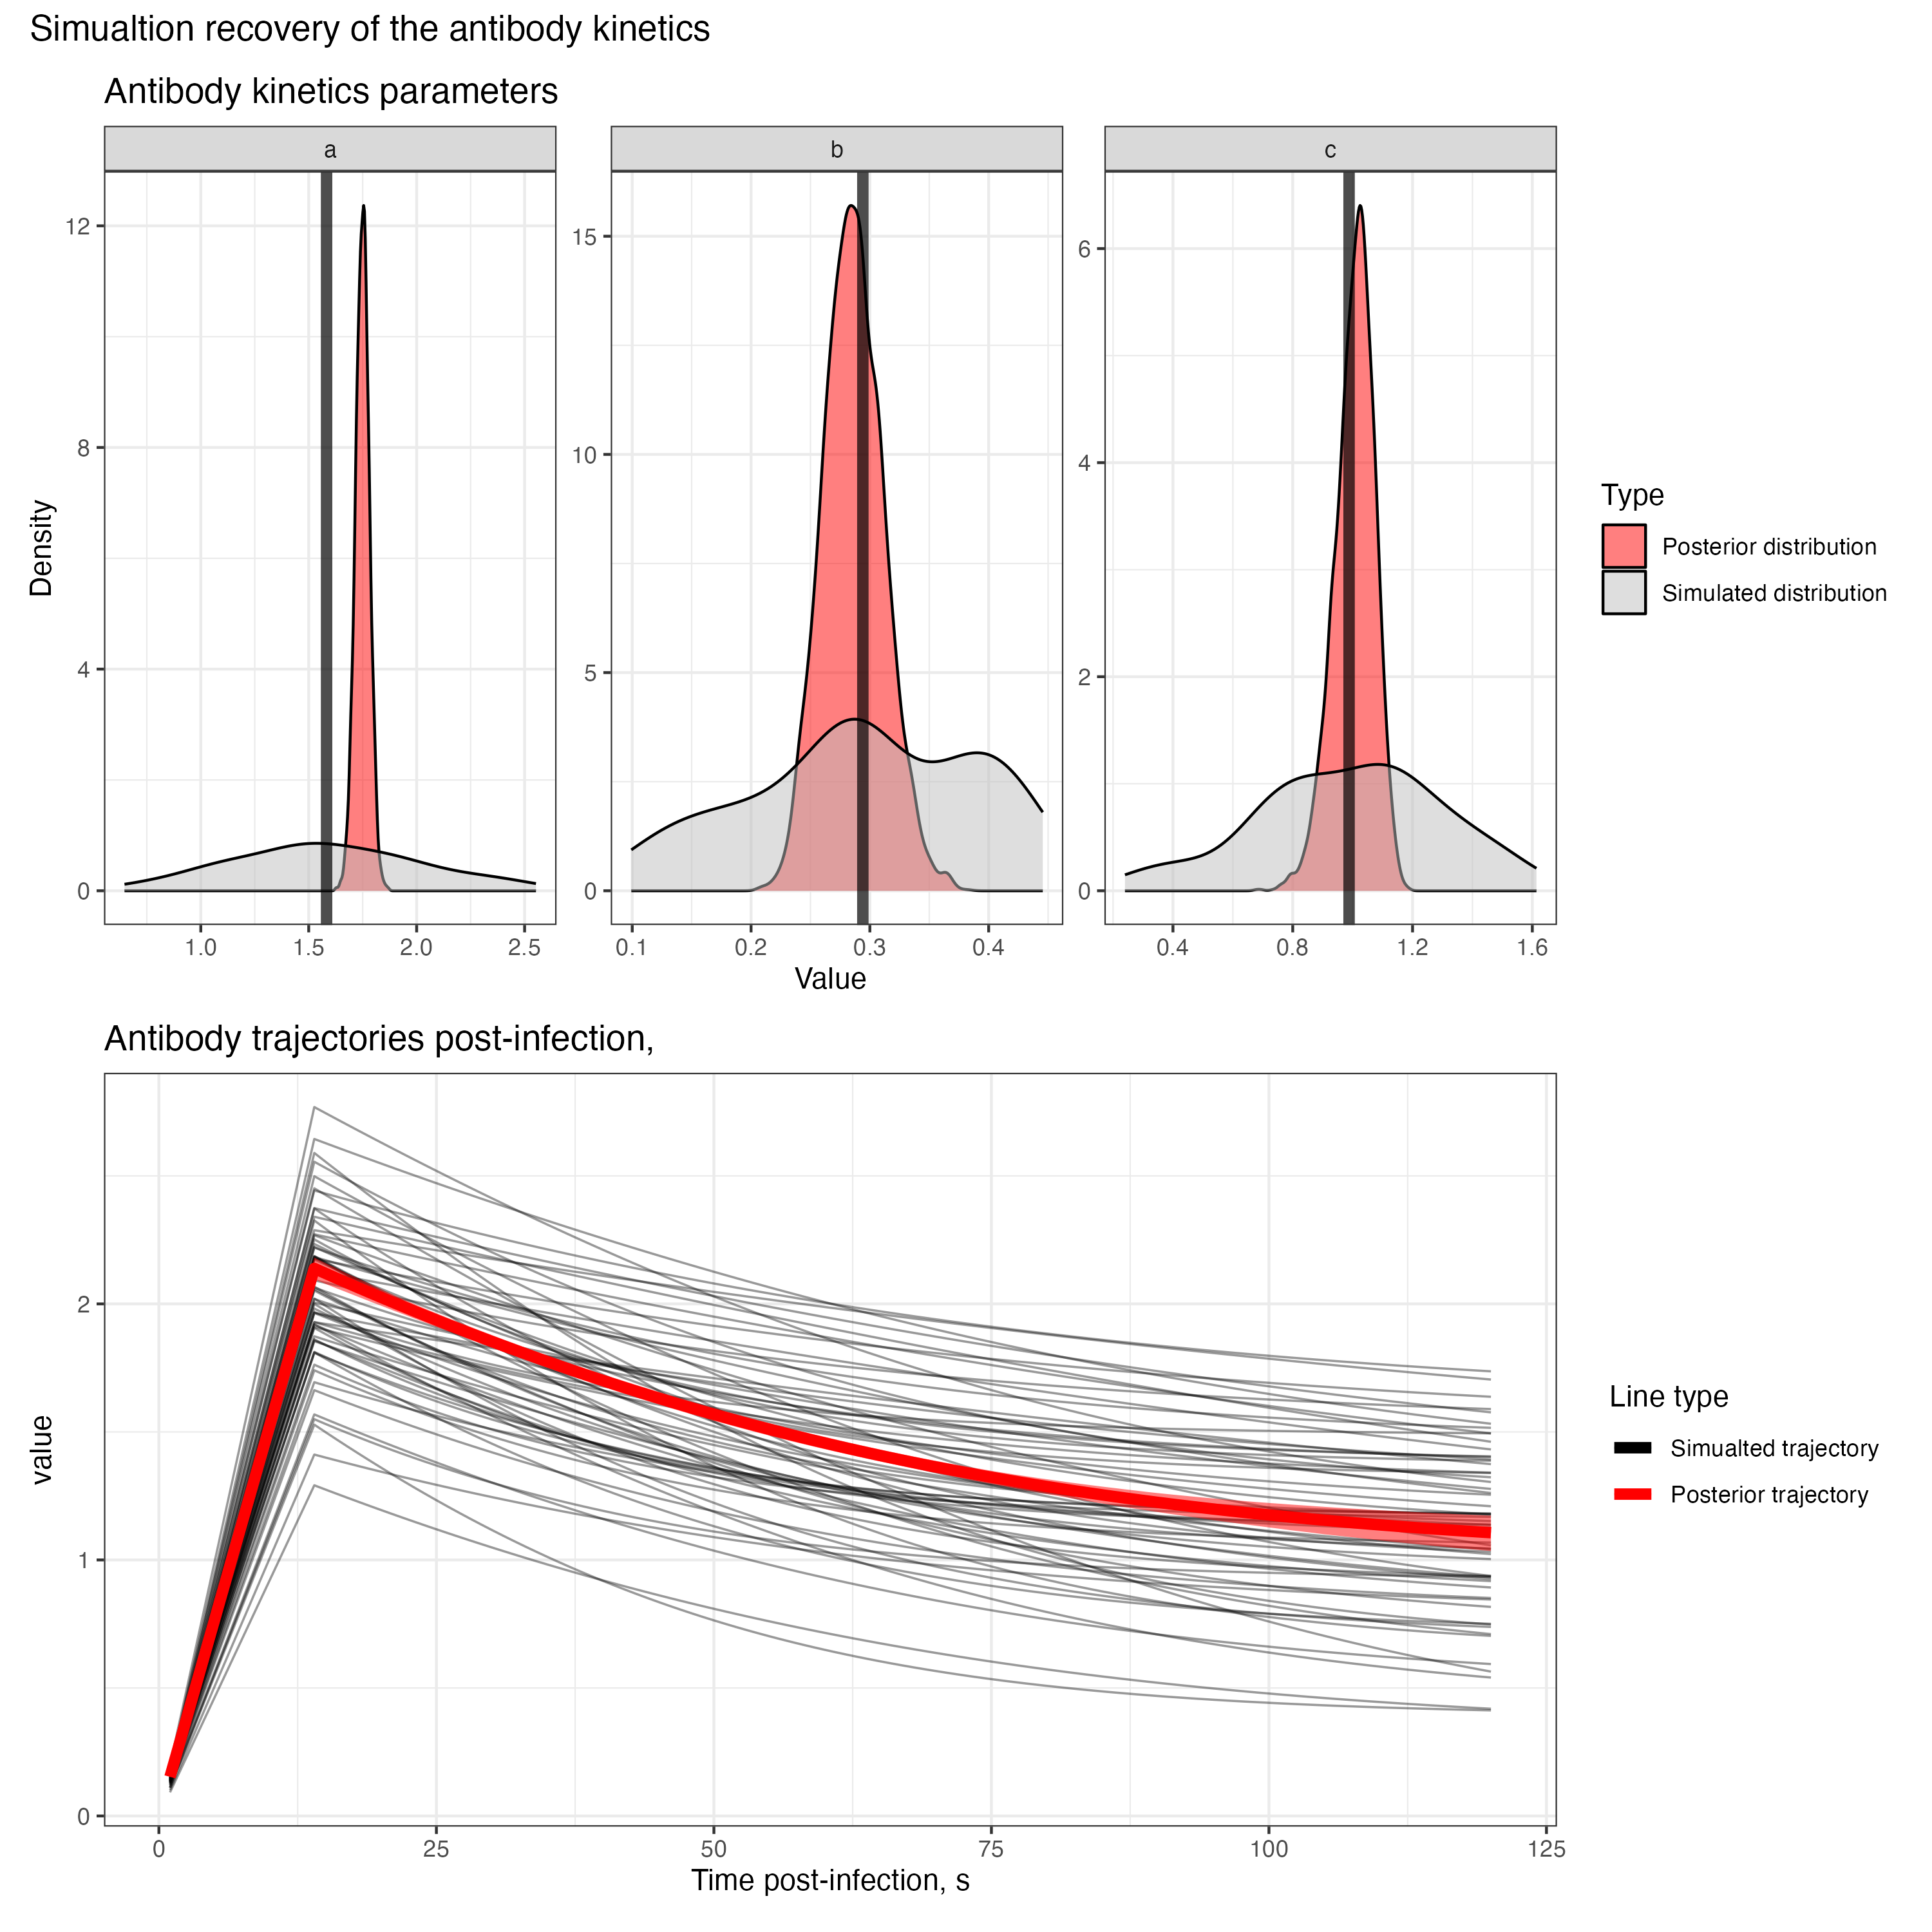 Simualtion recovery of the antibody kinetics
Antibody kinetics parameters
a b c
12
8
4
0
15
10
5
0
6
4
2
0
Density
1.0 1.5 2.0 2.5
0.1 0.2 0.3 0.4
0.4 0.8 1.2 1.6
Value
Type
Posterior distribution
Simulated distribution
Antibody trajectories post-infection,
2
1
0
value
0 25 50 75 100 125
Time post-infection, s
Line type
Simualted trajectory
Posterior trajectory